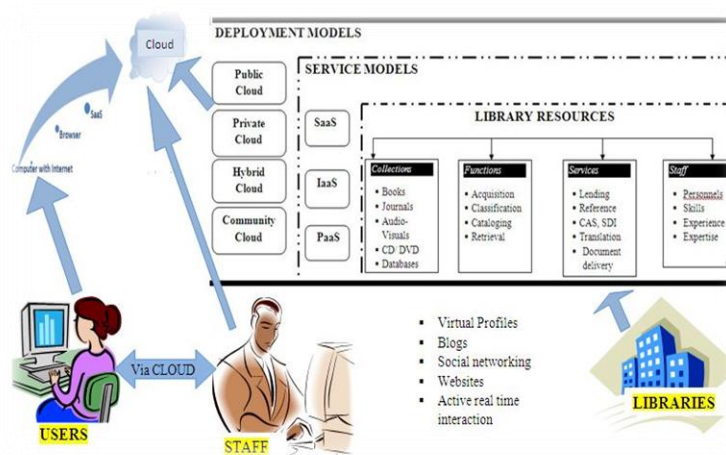 Cloud
DEPLOYMENT MODELS
Public
Cloud
Private
Cloud
Hybrid
Cloud
Community
Cloud
SERVICE MODELS
SaaS
IaaS
PaaS
LIBRARY RESOURCES
Collections
▪ Books
▪ Journals
▪ Audio-
Visuals
▪ CD/ DVD
▪ Databases
Functions
▪ Acquisition
▪ Classification
▪ Cataloging
▪ Retrieval
Services
▪ Lending
▪ Reference
▪ CAS, SDI
▪ Translation
▪ Document
delivery
Staff
▪ Personnels
▪ Skills
▪ Experience
▪ Expertise
SaaS
Browser
Computer with Internet
Via CLOUD
USERS
STAFF
▪ Virtual Profiles
▪ Blogs
▪ Social networking
▪ Websites
▪ Active real time
interaction
LIBRARIES